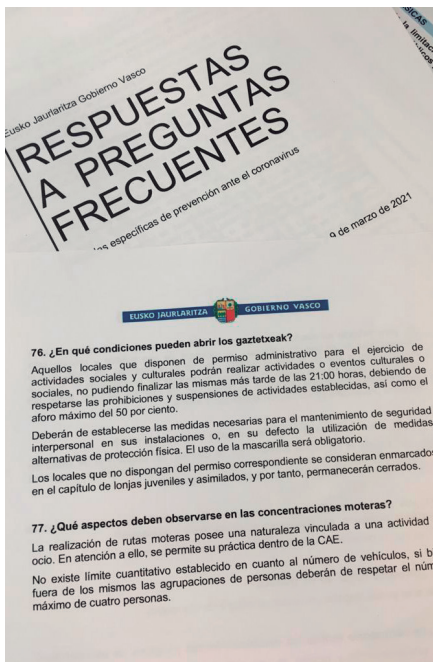 Eusko Jaurlaritza Gobierno Vasco
RESPUESTAS
A PREGUNTAS
FRECUENTES
específicas de prevención ante el coronavirus
9 de marzo de 2021
EUSKO JAURLARITZA GOBIERNO VASCO
76. ¿En qué condiciones pueden abrir los gaztetxeak?
Aquellos locales que disponen de permiso administrativo para el ejercicio de
actividades sociales y culturales podrán realizar actividades o eventos culturales o
sociales, no pudiendo finalizar las mismas más tarde de las 21:00 horas, debiendo de
respetarse las prohibiciones y suspensiones de actividades establecidas, así como el
aforo máximo del 50 por ciento.
Deberán de establecerse las medidas necesarias para el mantenimiento de seguridad
interpersonal en sus instalaciones o, en su defecto la utilización de medidas
alternativas de protección física. El uso de la mascarilla será obligatorio.
Los locales que no dispongan del permiso correspondiente se consideran enmarcados
en el capítulo de lonjas juveniles y asimilados, y por tanto, permanecerán cerrados.
77. ¿Qué aspectos deben observarse en las concentraciones moteras?
La realización de rutas moteras posee una naturaleza vinculada a una actividad
ocio. En atención a ello, se permite su práctica dentro de la CAE.
No existe límite cuantitativo establecido en cuanto al número de vehículos, si b
fuera de los mismos las agrupaciones de personas deberán de respetar el núm
máximo de cuatro personas.